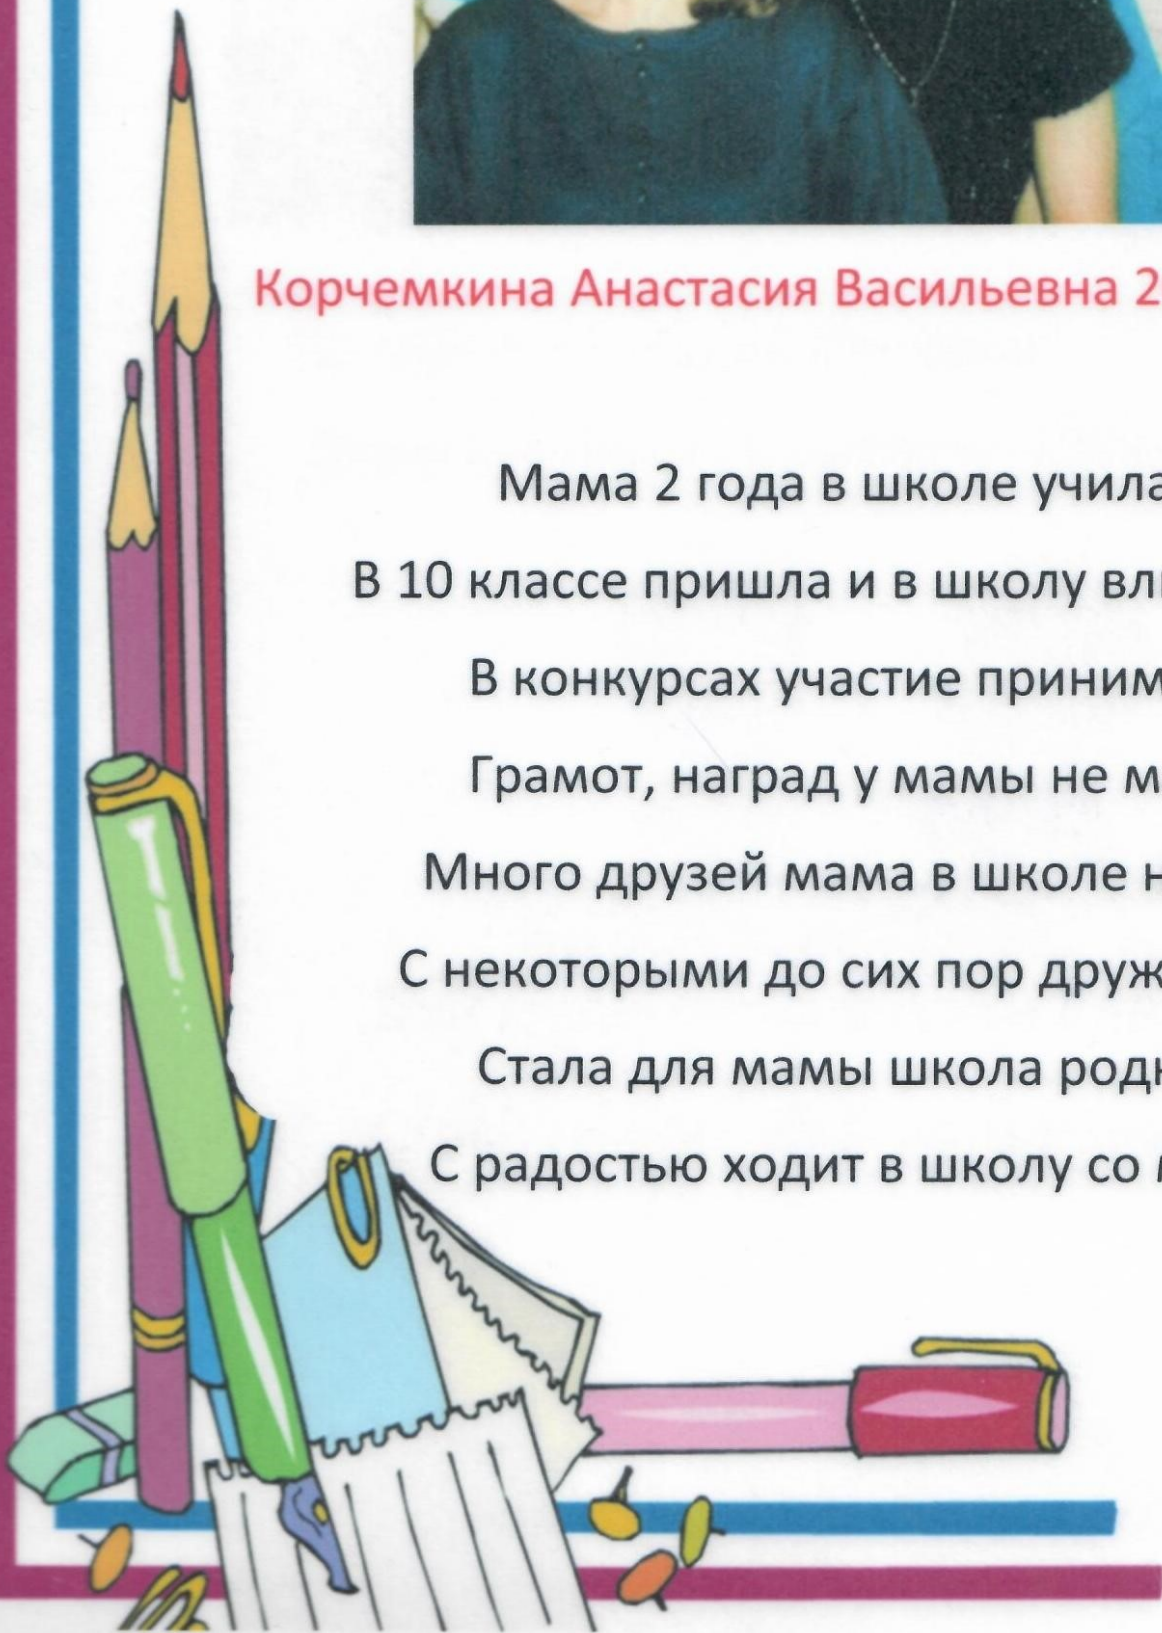 Корчемкина Анастасия Васильевна 2
Мама 2 года в школе учила
В 10 классе пришла и в школу вл
В конкурсах участие приним
Грамот, наград у мамы не м
Много друзей мама в школе н
С некоторыми до сих пор друж
Стала для мамы школа родн
С радостью ходит в школу со